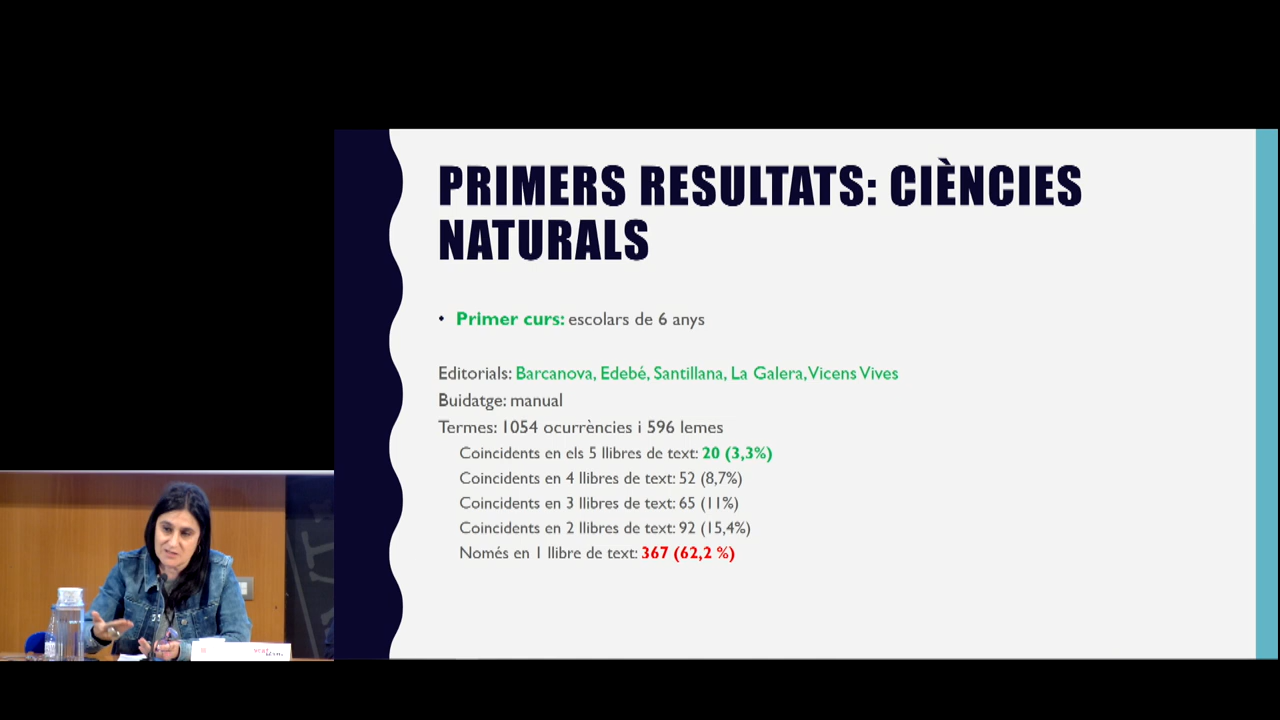 PRIMERS RESULTATS: CIÈNCIES
NATURALS
• Primer curs: escolars de 6 anys
Editorials: Barcanova, Edebé, Santillana, La Galera, Vicens Vives
Buidatge: manual
Termes: 1054 ocurrències i 596 lemes
Coincidents en els 5 llibres de text: 20 (3,3%)
Coincidents en 4 llibres de text: 52 (8,7%)
Coincidents en 3 llibres de text: 65 (11%)
Coincidents en 2 llibres de text: 92 (15,4%)
Només en 1 llibre de text: 367 (62,2 %)